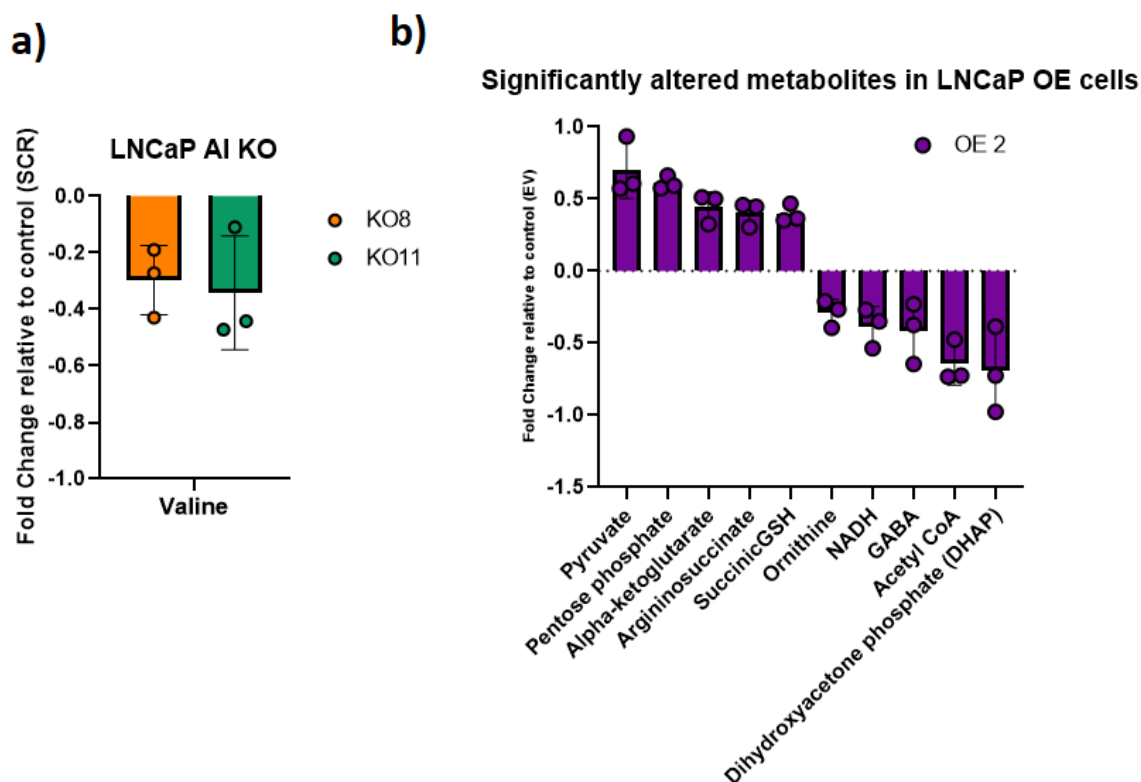 a)
LNCaP AI KO
Fold Change relative to control (SCR)
0.0
-0.2
-0.4
-0.6
-0.8
-1.0
Valine
KO8
KO11
b)
Significantly altered metabolites in LNCaP OE cells
Fold Change relative to control (EV)
1.0
0.5
0.0
-0.5
-1.0
-1.5
OE 2
Pyruvate
Pentose phosphate
Alpha-ketoglutarate
Argininosuccinate
SuccinicGSH
Ornithine
NADH
GABA
Acetyl CoA
Dihydroxyacetone phosphate (DHAP)